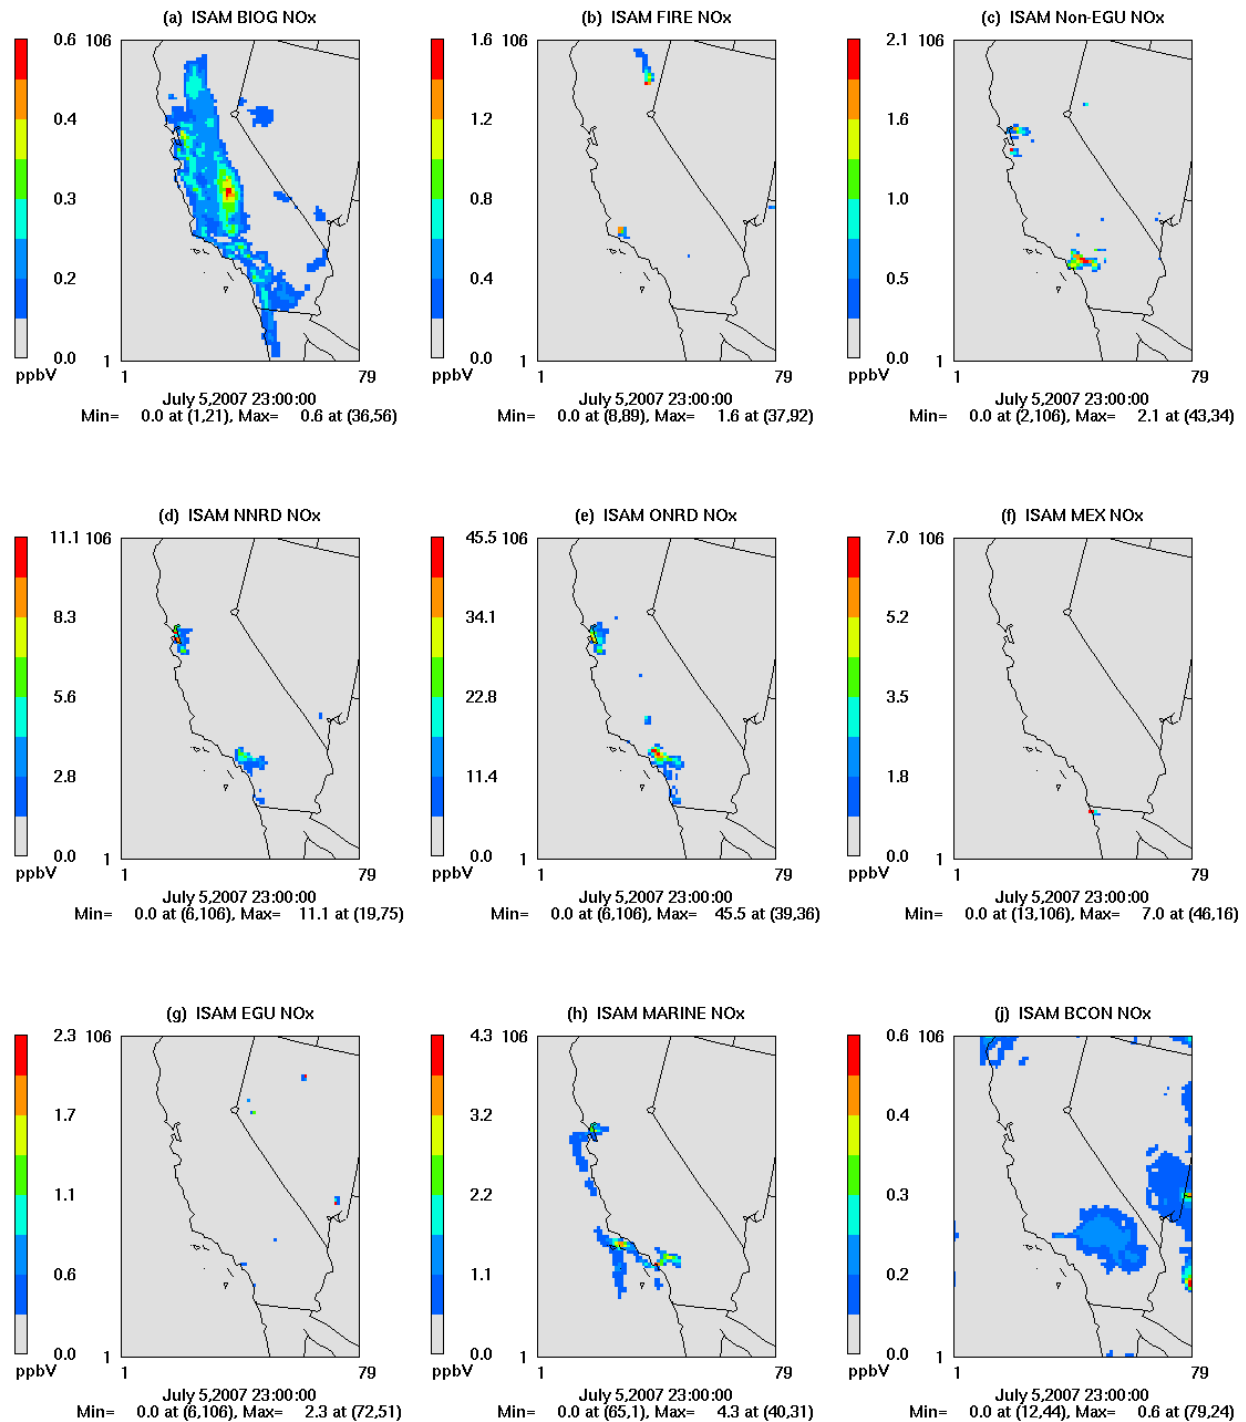 (a) ISAM BIOG NOx
0.6
0.4
0.3
0.2
0.0
ppbV
106
1
1
79
July 5,2007 23:00:00
Min= 0.0 at (1,21), Max= 0.6 at (36,56)
(b) ISAM FIRE NOx
1.6
1.2
0.8
0.4
0.0
ppbV
106
1
1
79
July 5,2007 23:00:00
Min= 0.0 at (8,89), Max= 1.6 at (37,92)
(c) ISAM Non-EGU NOx
2.1
1.6
1.0
0.5
0.0
ppbV
106
1
1
79
July 5,2007 23:00:00
Min= 0.0 at (2,106), Max= 2.1 at (43,34)
(d) ISAM NNRD NOx
11.1
8.3
5.6
2.8
0.0
ppbV
106
1
1
79
July 5,2007 23:00:00
Min= 0.0 at (6,106), Max= 11.1 at (19,75)
(e) ISAM ONRD NOx
45.5
34.1
22.8
11.4
0.0
ppbV
106
1
1
79
July 5,2007 23:00:00
Min= 0.0 at (6,106), Max= 45.5 at (39,36)
(f) ISAM MEX NOx
7.0
5.2
3.5
1.8
0.0
ppbV
106
1
1
79
July 5,2007 23:00:00
Min= 0.0 at (13,106), Max= 7.0 at (46,16)
(g) ISAM EGU NOx
2.3
1.7
1.1
0.6
0.0
ppbV
106
1
1
79
July 5,2007 23:00:00
Min= 0.0 at (6,106), Max= 2.3 at (72,51)
(h) ISAM MARINE NOx
4.3
3.2
2.2
1.1
0.0
ppbV
106
1
1
79
July 5,2007 23:00:00
Min= 0.0 at (65,1), Max= 4.3 at (40,31)
(j) ISAM BCON NOx
0.6
0.4
0.3
0.2
0.0
ppbV
106
1
1
79
July 5,2007 23:00:00
Min= 0.0 at (12,44), Max= 0.6 at (79,24)